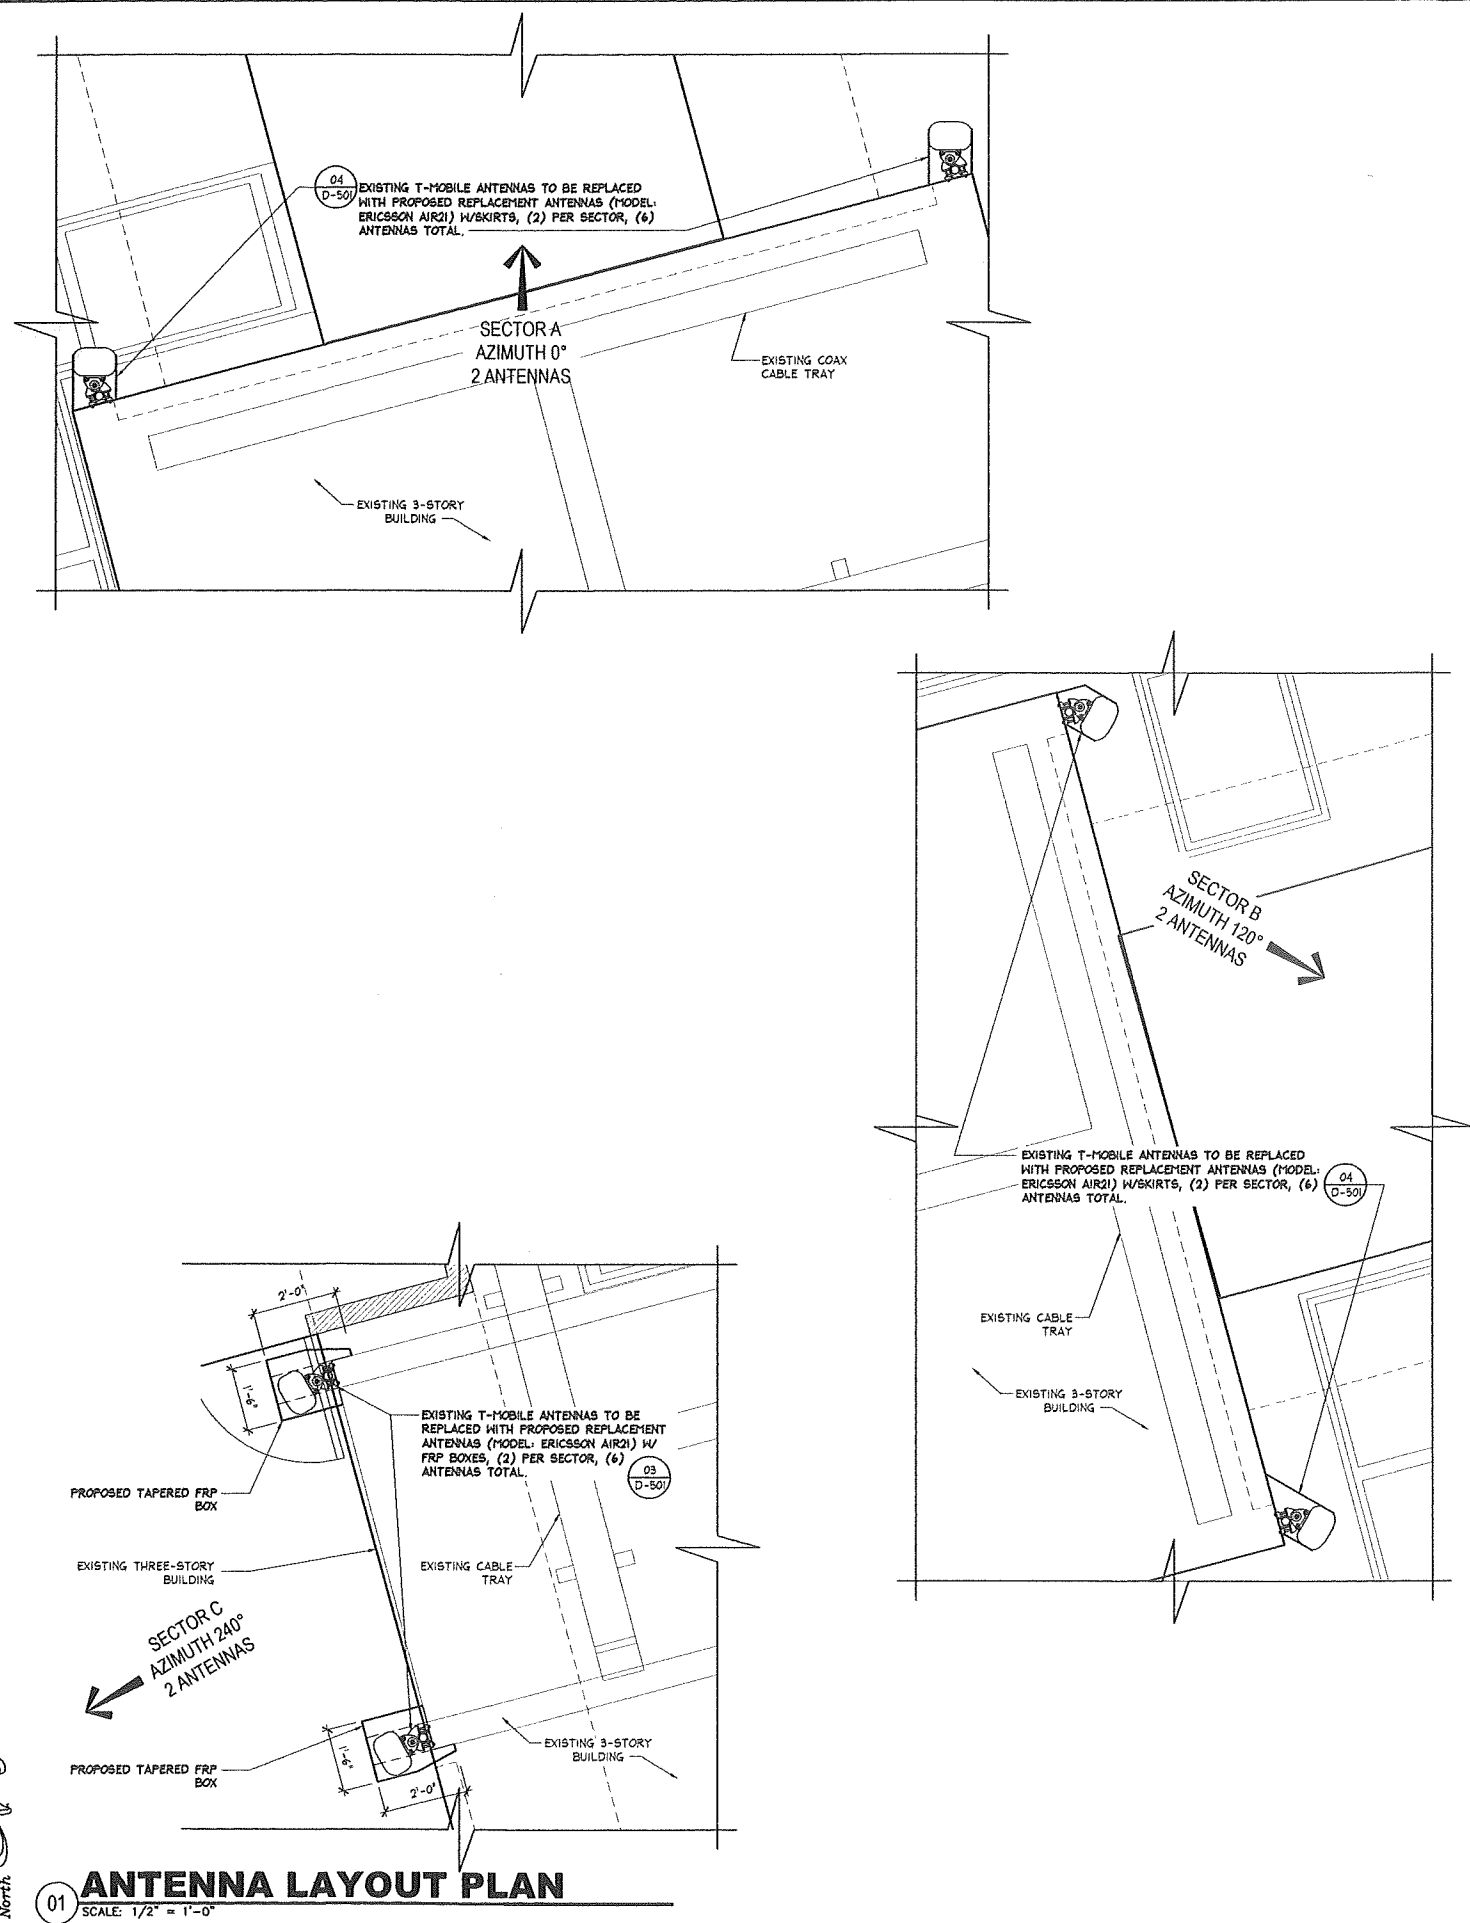 04
D-501
EXISTING T-MOBILE ANTENNAS TO BE REPLACED
WITH PROPOSED REPLACEMENT ANTENNAS (MODEL:
ERICSSON AIR21) W/SKIRTS, (2) PER SECTOR, (6)
ANTENNAS TOTAL.
SECTOR A
AZIMUTH 0°
2 ANTENNAS
EXISTING COAX
CABLE TRAY
EXISTING 3-STORY
BUILDING
SECTOR B
AZIMUTH 120°
2 ANTENNAS
EXISTING T-MOBILE ANTENNAS TO BE REPLACED
WITH PROPOSED REPLACEMENT ANTENNAS (MODEL:
ERICSSON AIR21) W/SKIRTS, (2) PER SECTOR, (6)
ANTENNAS TOTAL.
04
D-501
EXISTING CABLE
TRAY
EXISTING 3-STORY
BUILDING
2'-0"
1'-6"
EXISTING T-MOBILE ANTENNAS TO BE
REPLACED WITH PROPOSED REPLACEMENT
ANTENNAS (MODEL: ERICSSON AIR21) W/
FRP BOXES, (2) PER SECTOR, (6)
ANTENNAS TOTAL.
03
D-501
PROPOSED TAPERED FRP
BOX
EXISTING THREE-STORY
BUILDING
EXISTING CABLE
TRAY
SECTOR C
AZIMUTH 240°
2 ANTENNAS
PROPOSED TAPERED FRP
BOX
1'-6"
2'-0"
EXISTING 3-STORY
BUILDING
North
01
ANTENNA LAYOUT PLAN
SCALE: 1/2" = 1'-0"